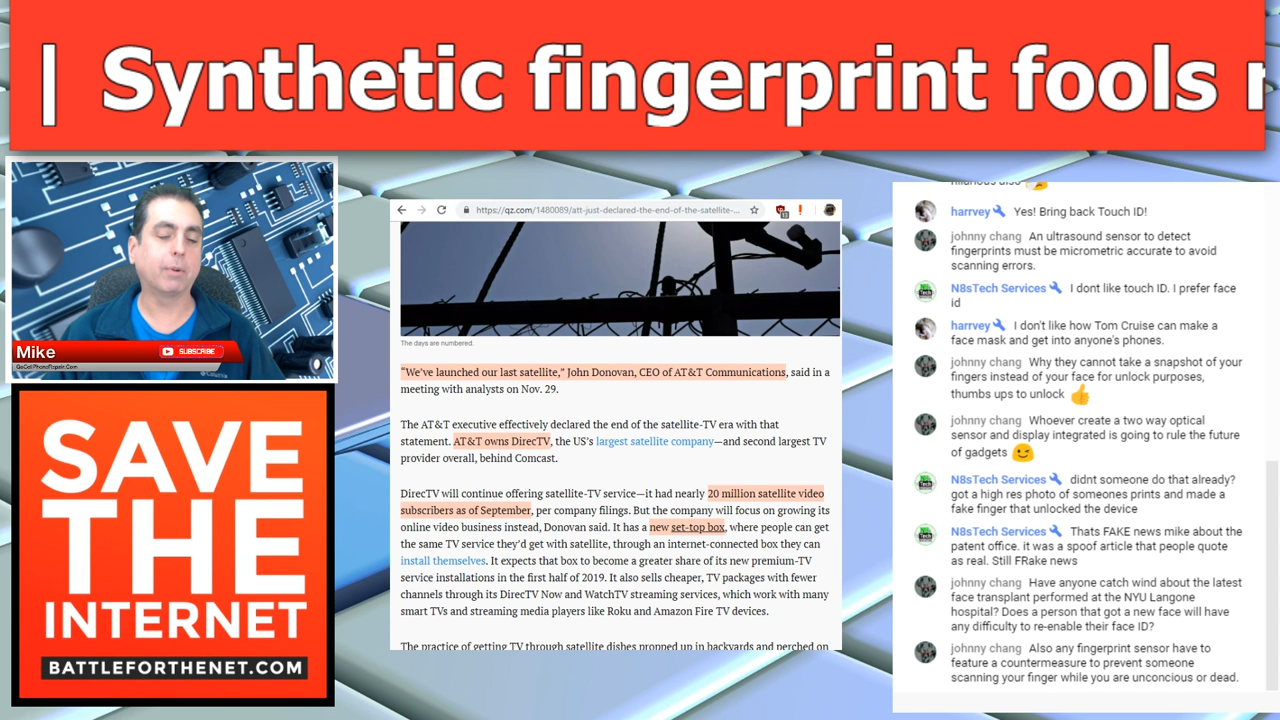 | Synthetic fingerprint fools
Mike
SUBSCRIBE
GoCellPhoneRepair.Com
SAVE
THE
INTERNET
BATTLEFORTHENET.COM
https://qz.com/1480089/att-just-declared-the-end-of-the-satellite-...
The days are numbered.
"We've launched our last satellite," John Donovan, CEO of AT&T Communications, said in a
meeting with analysts on Nov. 29.
The AT&T executive effectively declared the end of the satellite-TV era with that
statement. AT&T owns DirecTV, the US's largest satellite company—and second largest TV
provider overall, behind Comcast.
DirecTV will continue offering satellite-TV service—it had nearly 20 million satellite video
subscribers as of September, per company filings. But the company will focus on growing its
online video business instead, Donovan said. It has a new set-top box, where people can get
the same TV service they'd get with satellite, through an internet-connected box they can
install themselves. It expects that box to become a greater share of its new premium-TV
service installations in the first half of 2019. It also sells cheaper, TV packages with fewer
channels through its DirecTV Now and WatchTV streaming services, which work with many
smart TVs and streaming media players like Roku and Amazon Fire TV devices.
The practice of getting TV through satellite dishes propped up in backyards and perched on
hilarious also
harrvey Yes! Bring back Touch ID!
johnny chang An ultrasound sensor to detect
fingerprints must be micrometric accurate to avoid
scanning errors.
N8sTech Services I dont like touch ID. I prefer face
id
harrvey I don't like how Tom Cruise can make a
face mask and get into anyone's phones.
johnny chang Why they cannot take a snapshot of your
fingers instead of your face for unlock purposes,
thumbs ups to unlock 👍
johnny chang Whoever create a two way optical
sensor and display integrated is going to rule the future
of gadgets 😉
N8sTech Services didnt someone do that already?
got a high res photo of someones prints and made a
fake finger that unlocked the device
N8sTech Services Thats FAKE news mike about the
patent office. it was a spoof article that people quote
as real. Still FRake news
johnny chang Have anyone catch wind about the latest
face transplant performed at the NYU Langone
hospital? Does a person that got a new face will have
any difficulty to re-enable their face ID?
johnny chang Also any fingerprint sensor have to
feature a countermeasure to prevent someone
scanning your finger while you are unconcious or dead.